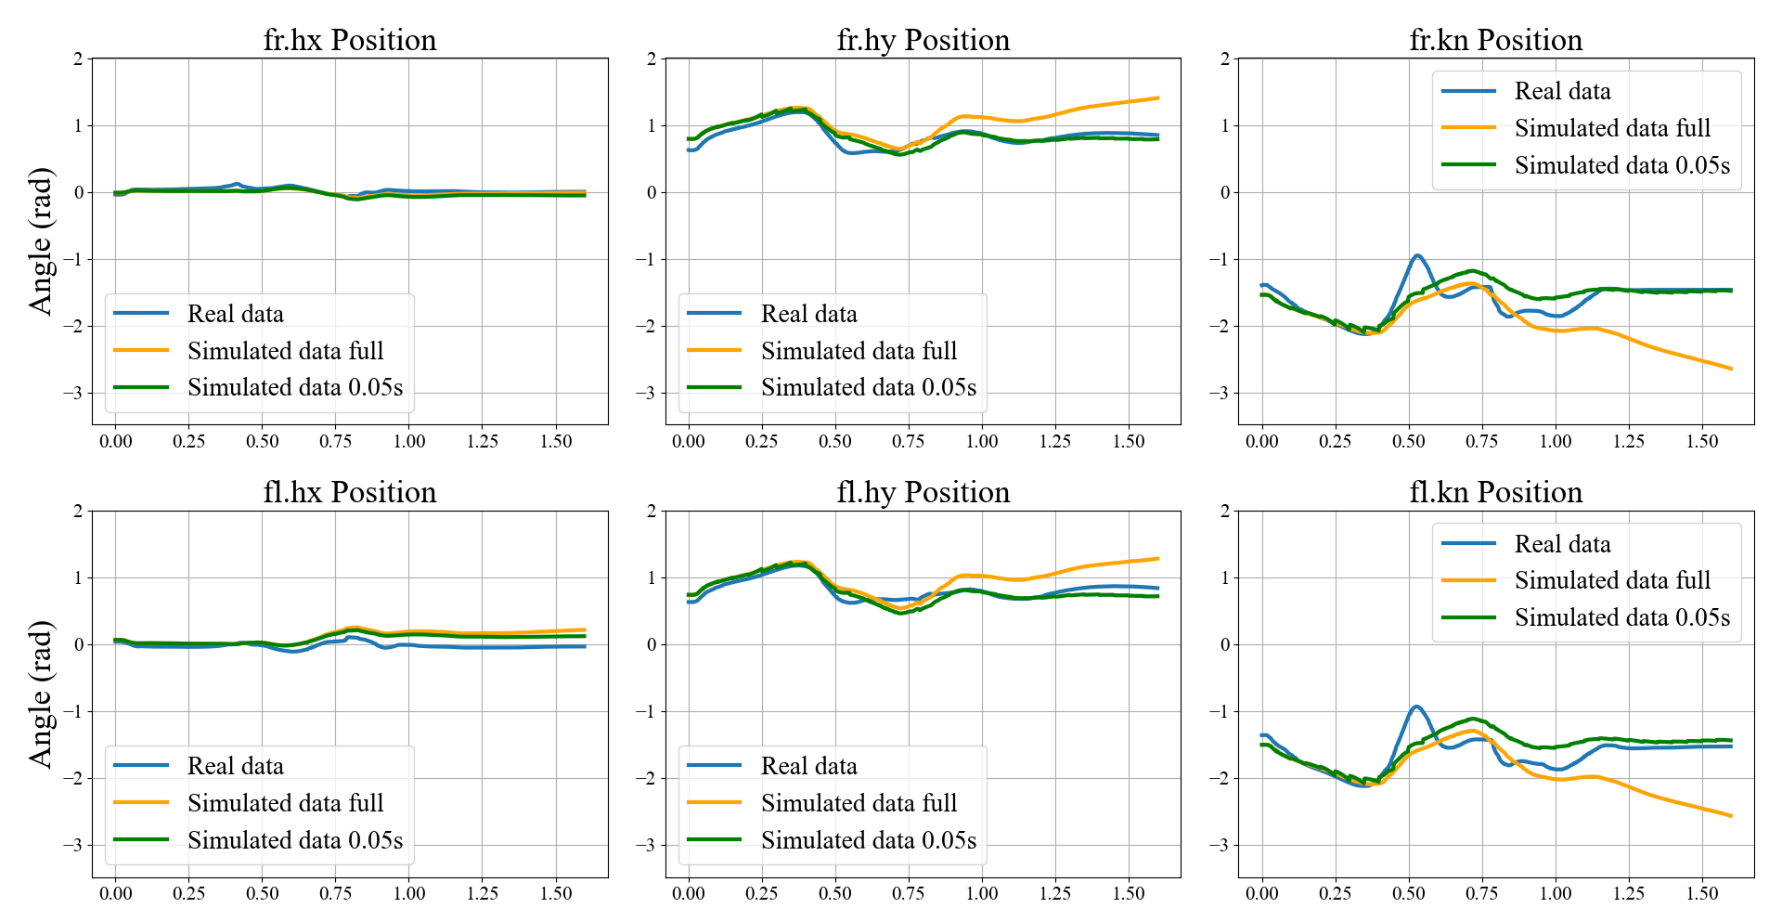 fr.hx Position
fr.hy Position
fr.kn Position
Angle (rad)
2
1
0
−1
−2
−3
0.00 0.25 0.50 0.75 1.00 1.25 1.50
Real data
Simulated data full
Simulated data 0.05s
2
1
0
−1
−2
−3
0.00 0.25 0.50 0.75 1.00 1.25 1.50
Real data
Simulated data full
Simulated data 0.05s
2
1
0
−1
−2
−3
0.00 0.25 0.50 0.75 1.00 1.25 1.50
Real data
Simulated data full
Simulated data 0.05s
fl.hx Position
fl.hy Position
fl.kn Position
Angle (rad)
2
1
0
−1
−2
−3
0.00 0.25 0.50 0.75 1.00 1.25 1.50
Real data
Simulated data full
Simulated data 0.05s
2
1
0
−1
−2
−3
0.00 0.25 0.50 0.75 1.00 1.25 1.50
Real data
Simulated data full
Simulated data 0.05s
2
1
0
−1
−2
−3
0.00 0.25 0.50 0.75 1.00 1.25 1.50
Real data
Simulated data full
Simulated data 0.05s